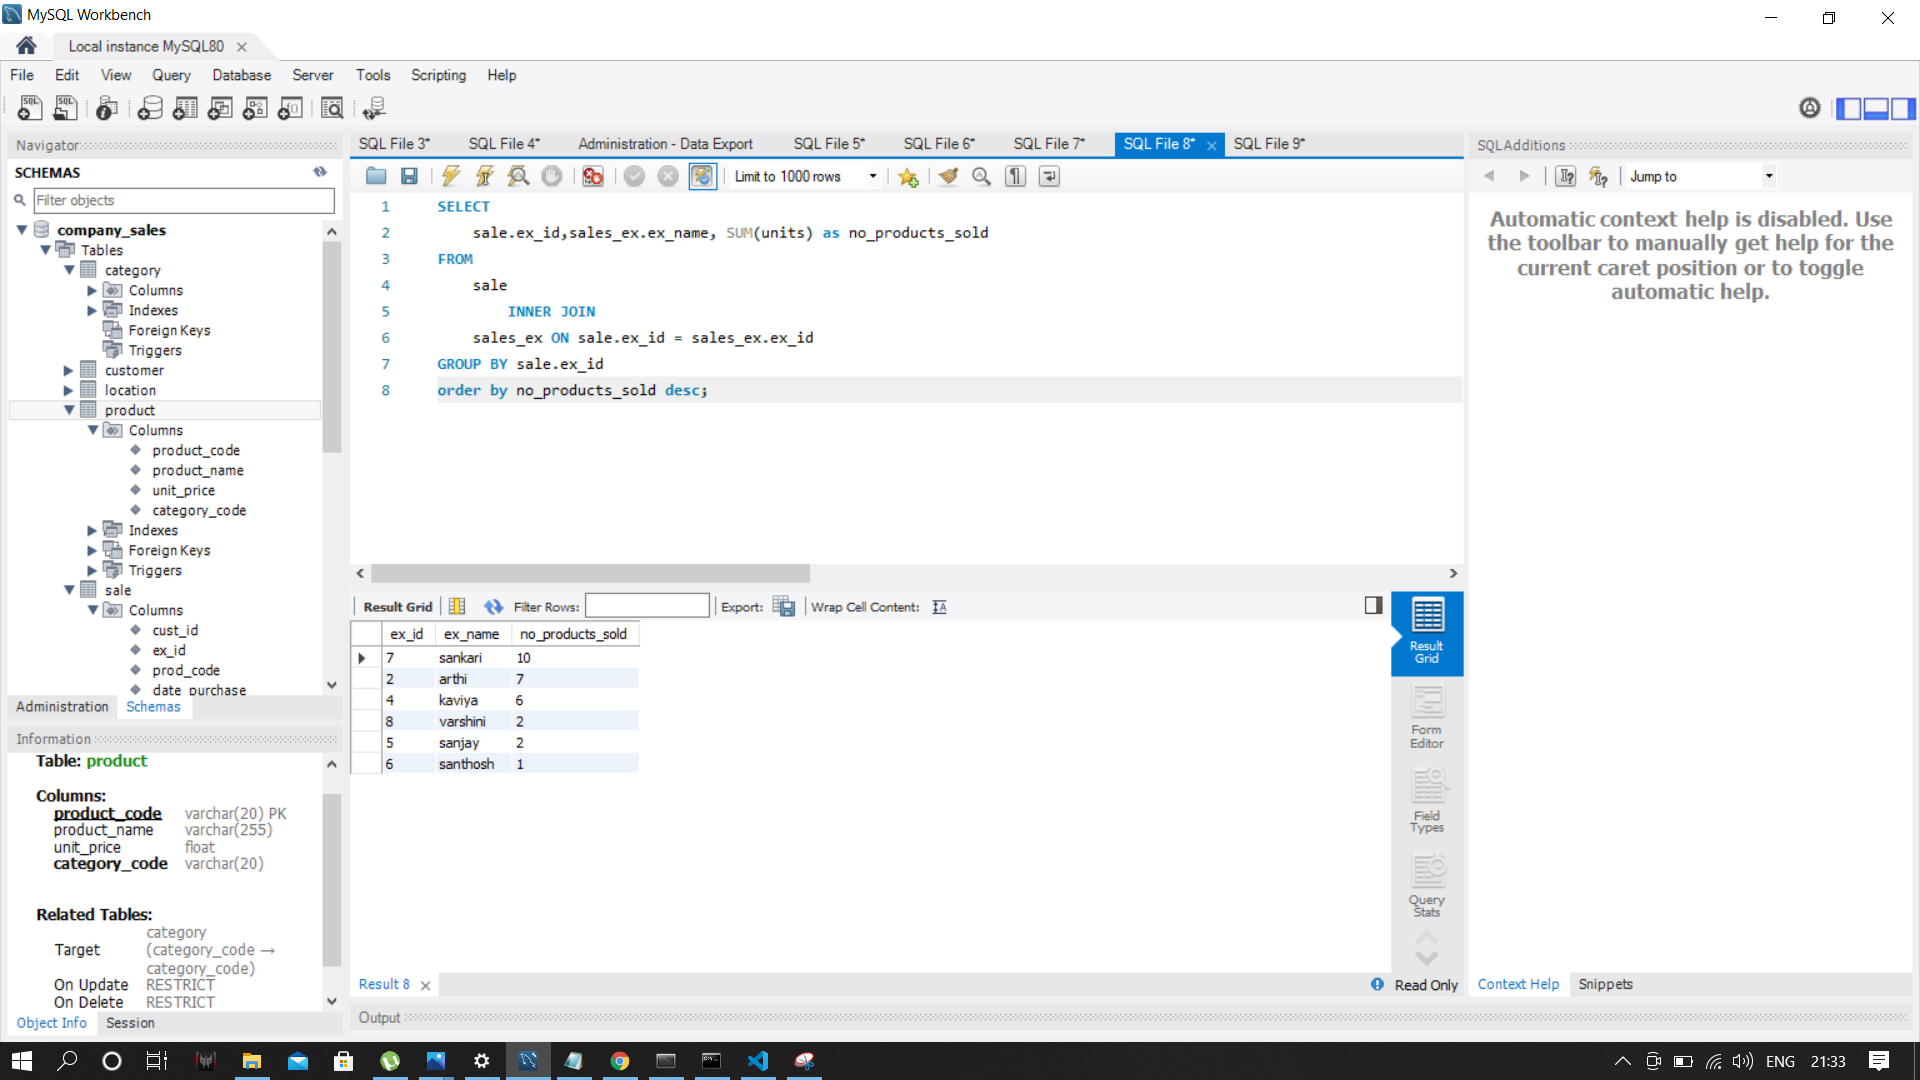 MySQL Workbench
Local instance MySQL80
File Edit View Query Database Server Tools Scripting Help
Navigator
SCHEMAS
Filter objects
company_sales
Tables
category
Columns
Indexes
Foreign Keys
Triggers
customer
location
product
Columns
product_code
product_name
unit_price
category_code
Indexes
Foreign Keys
Triggers
sale
Columns
cust_id
ex_id
prod_code
date_purchase
Administration Schemas
Information
Table: product
Columns:
product_code varchar(20) PK
product_name varchar(255)
unit_price float
category_code varchar(20)
Related Tables:
category
Target (category_code →
category_code)
On Update RESTRICT
On Delete RESTRICT
Object Info Session
SQL File 3* SQL File 4* Administration - Data Export SQL File 5* SQL File 6* SQL File 7* SQL File 8* SQL File 9*
Limit to 1000 rows
1 SELECT
2 sale.ex_id,sales_ex.ex_name, SUM(units) as no_products_sold
3 FROM
4 sale
5 INNER JOIN
6 sales_ex ON sale.ex_id = sales_ex.ex_id
7 GROUP BY sale.ex_id
8 order by no_products_sold desc;
Result Grid Filter Rows: Export: Wrap Cell Content:
ex_id ex_name no_products_sold
7 sankari 10
2 arthi 7
4 kaviya 6
8 varshini 2
5 sanjay 2
6 santhosh 1
Result
Grid
Form
Editor
Field
Types
Query
Stats
Result 8
Read Only
Output
SQLAdditions
Jump to
Automatic context help is disabled. Use
the toolbar to manually get help for the
current caret position or to toggle
automatic help.
Context Help Snippets
ENG 21:33